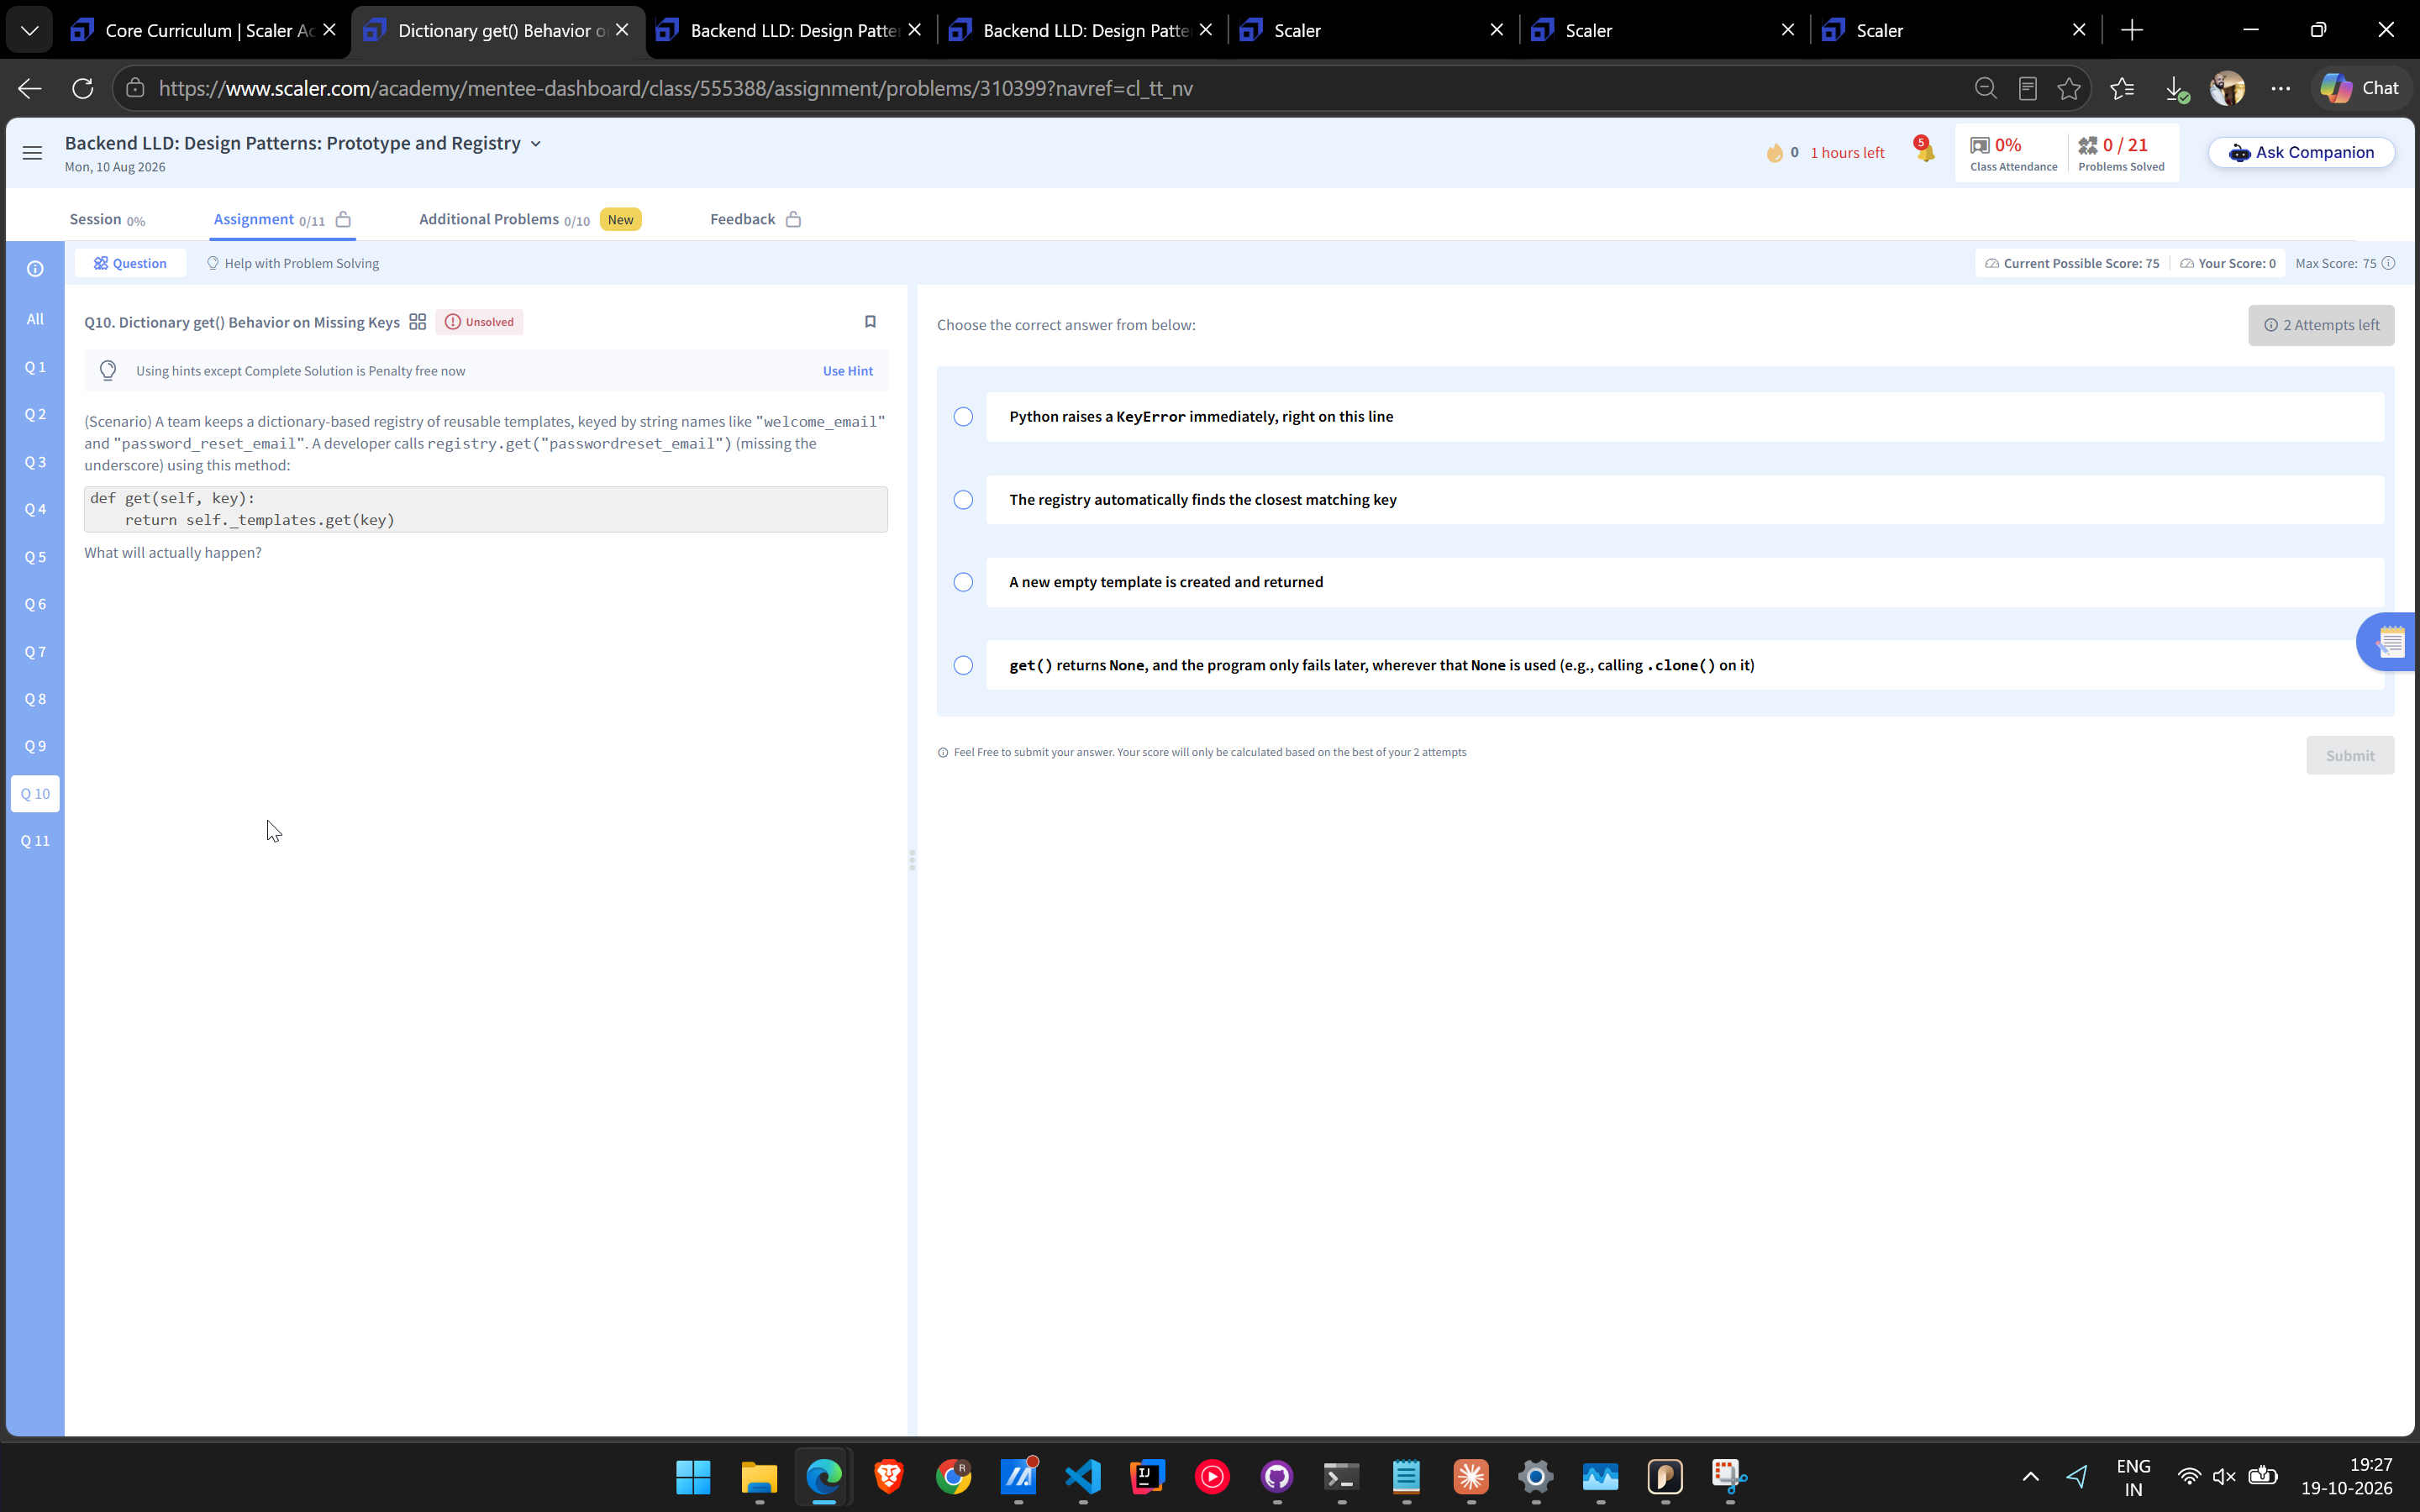 Core Curriculum | Scaler Ac
Dictionary get() Behavior o
Backend LLD: Design Patte
Backend LLD: Design Patte
Scaler
Scaler
Scaler
https://www.scaler.com/academy/mentee-dashboard/class/555388/assignment/problems/310399?navref=cl_tt_nv
Chat
Backend LLD: Design Patterns: Prototype and Registry
Mon, 10 Aug 2026
0 1 hours left
5
0%
Class Attendance
0 / 21
Problems Solved
Ask Companion
Session 0%
Assignment 0/11
Additional Problems 0/10 New
Feedback
Question
Help with Problem Solving
Current Possible Score: 75
Your Score: 0
Max Score: 75
All
Q 1
Q 2
Q 3
Q 4
Q 5
Q 6
Q 7
Q 8
Q 9
Q 10
Q 11
Q10. Dictionary get() Behavior on Missing Keys
Unsolved
Using hints except Complete Solution is Penalty free now
Use Hint
(Scenario) A team keeps a dictionary-based registry of reusable templates, keyed by string names like "welcome_email"
and "password_reset_email". A developer calls registry.get("passwordreset_email") (missing the
underscore) using this method:
def get(self, key):
return self._templates.get(key)
What will actually happen?
Choose the correct answer from below:
2 Attempts left
Python raises a KeyError immediately, right on this line
The registry automatically finds the closest matching key
A new empty template is created and returned
get() returns None, and the program only fails later, wherever that None is used (e.g., calling .clone() on it)
Feel Free to submit your answer. Your score will only be calculated based on the best of your 2 attempts
Submit
R
IJ
ENG
IN
19:27
19-10-2026